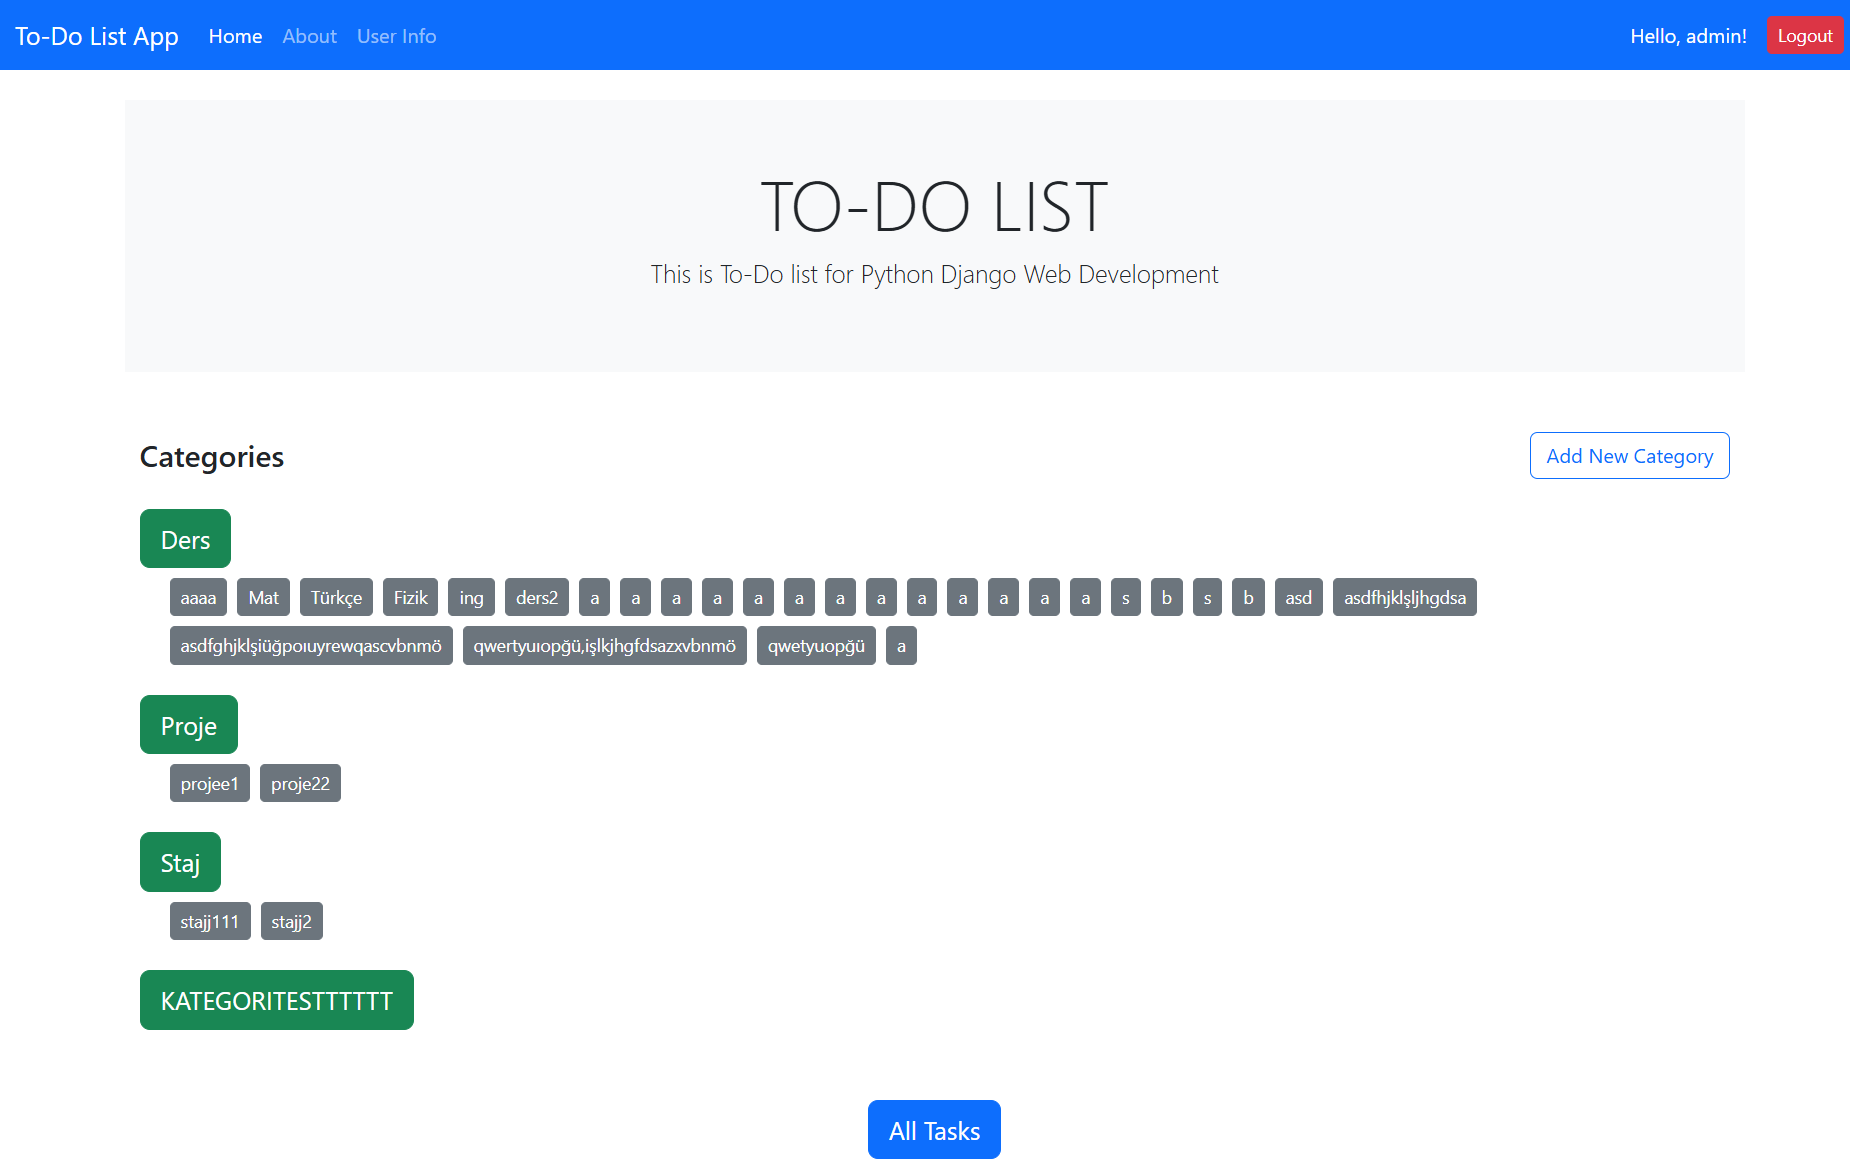 To-Do List App Home About User Info Hello, admin! Logout
TO-DO LIST
This is To-Do list for Python Django Web Development
Categories Add New Category
Ders
aaaa Mat Türkçe Fizik ing ders2 a a a a a a a a a a a a a s b s b asd asdfhjklşljhgdsa
asdfghjklşiüğpoıuyrewqascvbnmö qwertyuıopğü,işlkjhgfdsazxvbnmö qwetyuopğü a
Proje
projee1 proje22
Staj
stajj111 stajj2
KATEGORITESTTTTTT
All Tasks